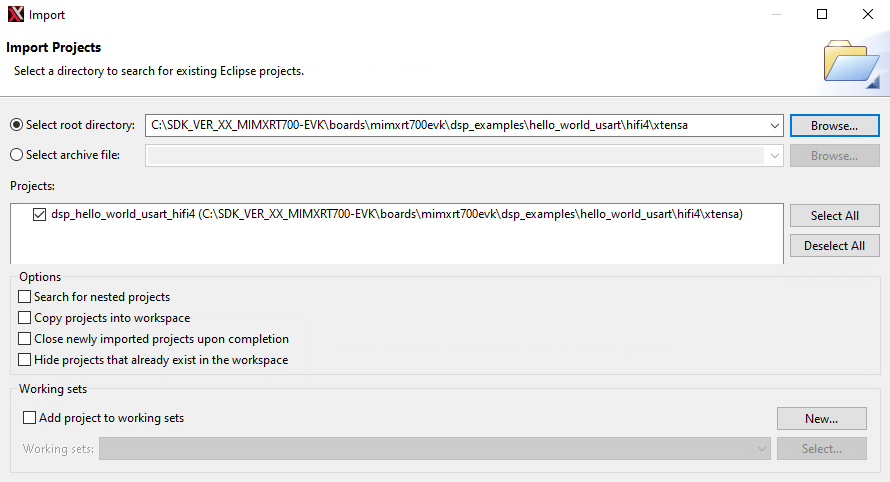 Import
Import Projects
Select a directory to search for existing Eclipse projects.
Select root directory: C:\SDK_VER_XX_MIMXRT700-EVK\boards\mimxrt700evk\dsp_examples\hello_world_usart\hifi4\xtensa Browse...
Select archive file: Browse...
Projects:
dsp_hello_world_usart_hifi4 (C:\SDK_VER_XX_MIMXRT700-EVK\boards\mimxrt700evk\dsp_examples\hello_world_usart\hifi4\xtensa) Select All
Deselect All
Options
Search for nested projects
Copy projects into workspace
Close newly imported projects upon completion
Hide projects that already exist in the workspace
Working sets
Add project to working sets New...
Working sets: Select...